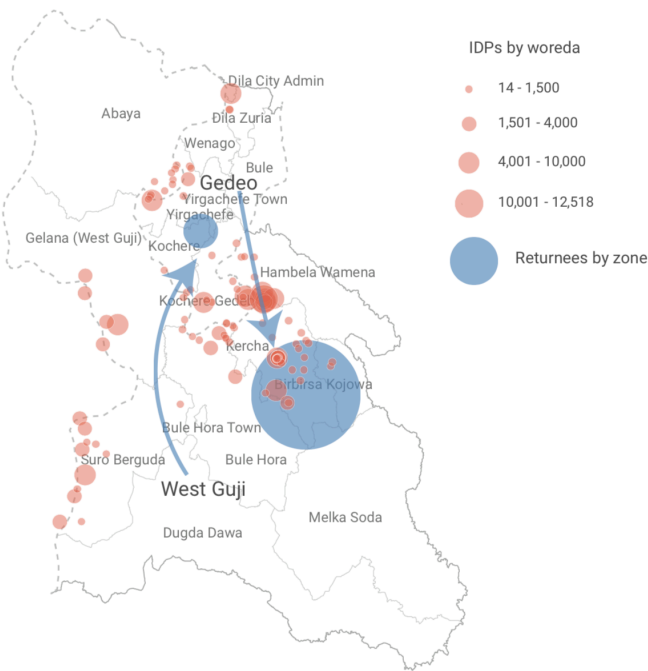 IDPs by woreda
14 - 1,500
1,501 - 4,000
4,001 - 10,000
10,001 - 12,518
Returnees by zone
Dila City Admin
Abaya
Dila Zuria
Wenago
Bule
Gedeo
Yirgachefe Town
Yirgachefe
Gelana (West Guji)
Kochere
Hambela Wamena
Kochere Gedeb
Kercha
Birbirsa Kojowa
Bule Hora Town
Suro Berguda
Bule Hora
West Guji
Melka Soda
Dugda Dawa